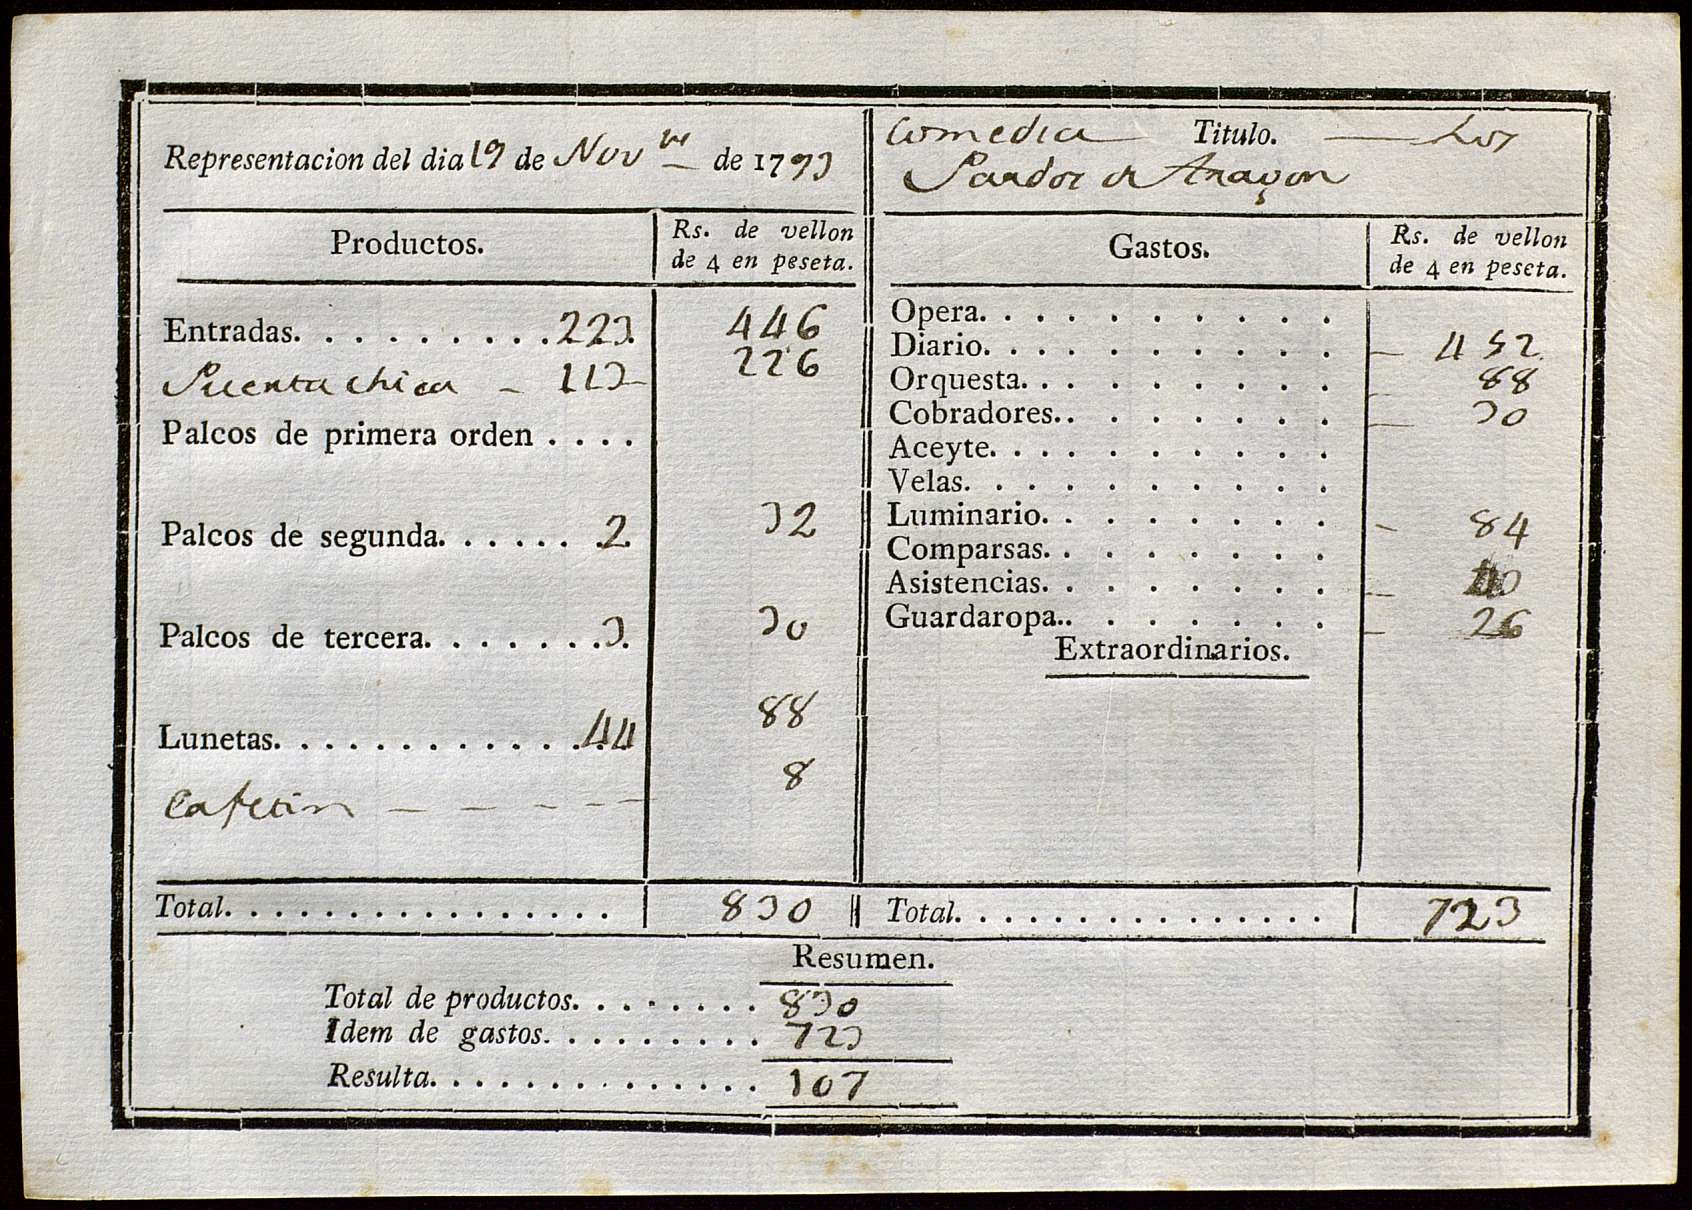 Representacion del dia 19 de Nov re de 1793
Comedia Titulo. Los
de Aragon
Productos. Rs. de vellon de 4 en peseta.
Entradas. . . . . . . . . . 223. 446
Puerta chica - 113- 226
Palcos de primera orden . . . .
Palcos de segunda. . . . . . . 2. 32
Palcos de tercera. . . . . . . . 3. 30
Lunetas. . . . . . . . . . . . . 44 88
Cafetin - - - - - - 8
Total. . . . . . . . . . . . . . . . 830
Gastos. Rs. de vellon de 4 en peseta.
Opera. . . . . . . . . .
Diario. . . . . . . . . . - 452
Orquesta. . . . . . . . . 88
Cobradores. . . . . . . . - 30
Aceyte. . . . . . . . . .
Velas. . . . . . . . . .
Luminario. . . . . . . . - 84
Comparsas. . . . . . . .
Asistencias. . . . . . . . -
Guardaropa.. . . . . . . - 26
Extraordinarios.
Total. . . . . . . . . . . . . . . 723
Resumen.
Total de productos. . . . . . . . 830
Idem de gastos. . . . . . . . . . 723
Resulta. . . . . . . . . . . . . . 107